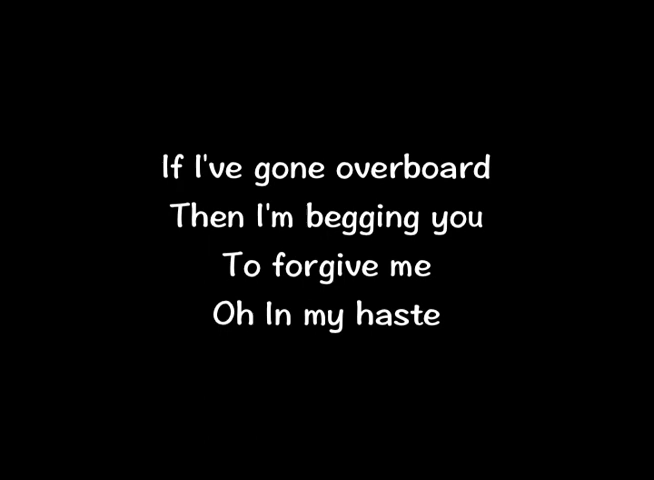 If I've gone overboard
Then I'm begging you
To forgive me
Oh In my haste